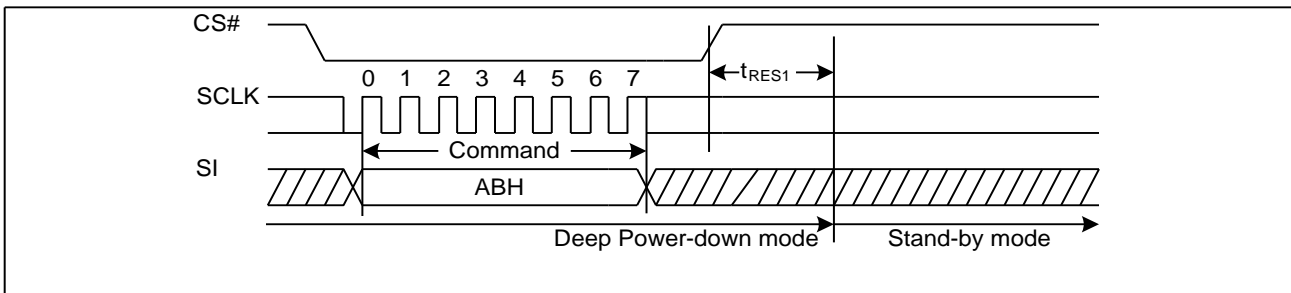 CS#
tRES1
0 1 2 3 4 5 6 7
SCLK
Command
SI
ABH
Deep Power-down mode Stand-by mode